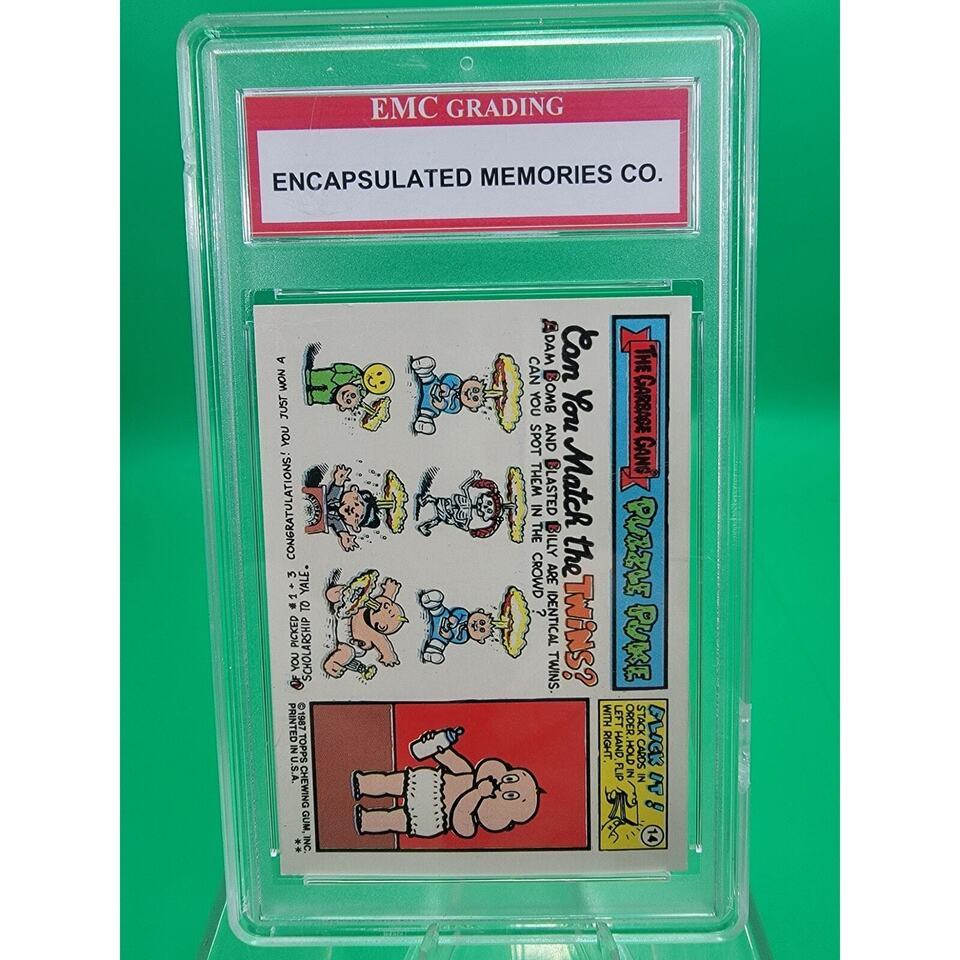 EMC GRADING
ENCAPSULATED MEMORIES CO.
THE GARBAGE GANG
PUZZLE PUKE
Can You Match the TWINS?
ADAM BOMB AND BLASTED BILLY ARE IDENTICAL TWINS.
CAN YOU SPOT THEM IN THE CROWD?
IF YOU PICKED #1 + 3 CONGRATULATIONS! YOU JUST WON A
SCHOLARSHIP TO YALE.
FLICK IT!
STACK CARDS IN
ORDER. HOLD IN
LEFT HAND, FLIP
WITH RIGHT.
14
©1987 TOPPS CHEWING GUM, INC.
PRINTED IN U.S.A.
**